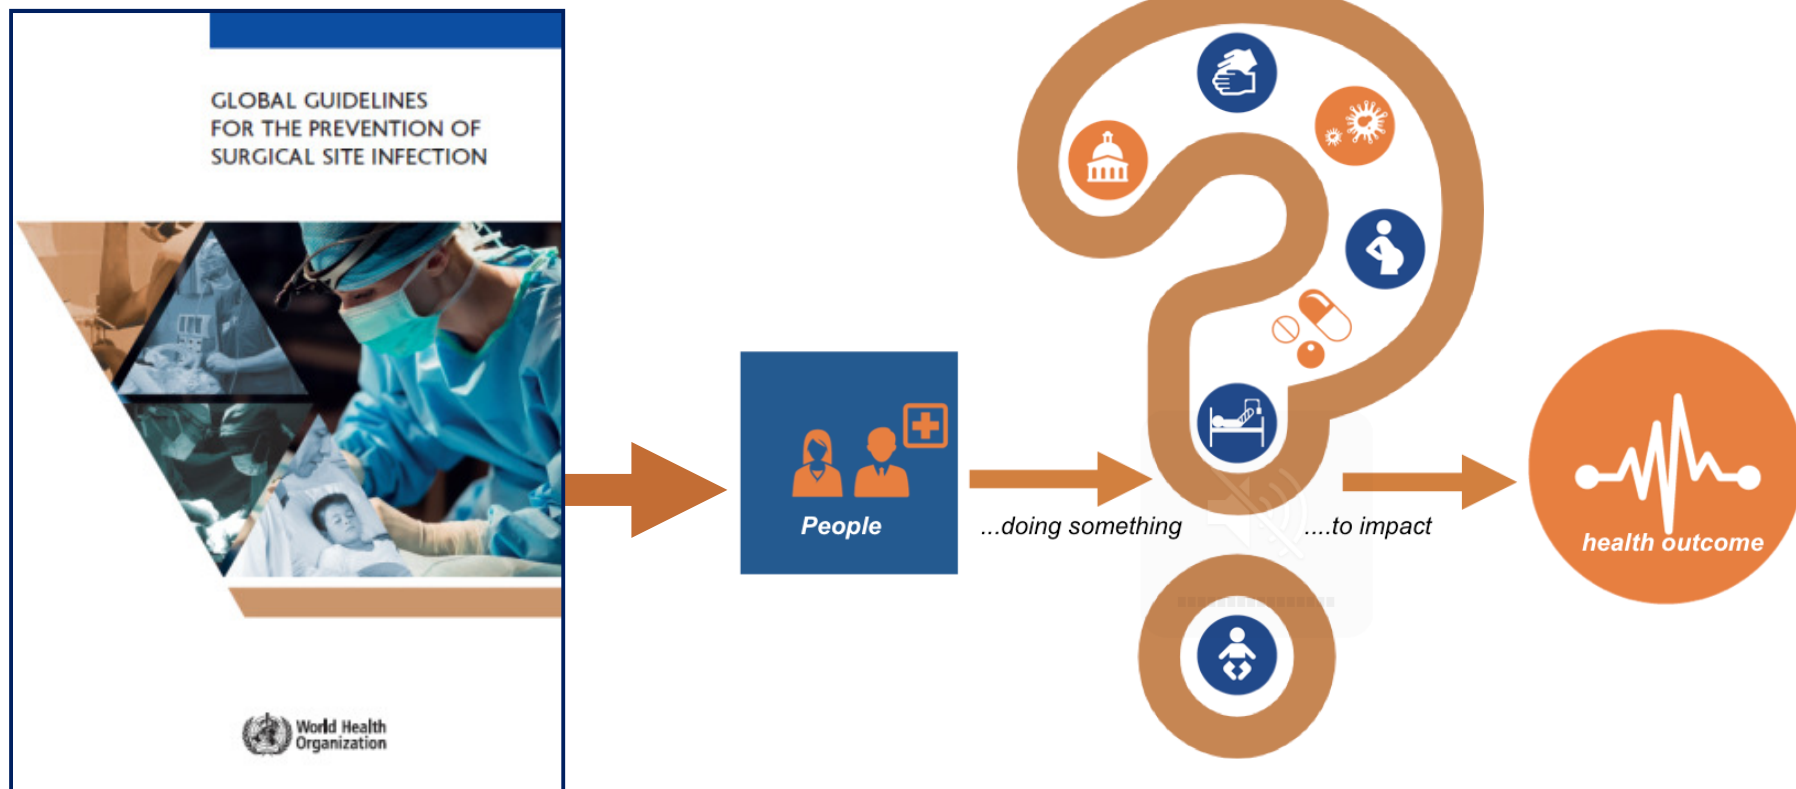 GLOBAL GUIDELINES
FOR THE PREVENTION OF
SURGICAL SITE INFECTION
World Health
Organization
People
...doing something
....to impact
health outcome